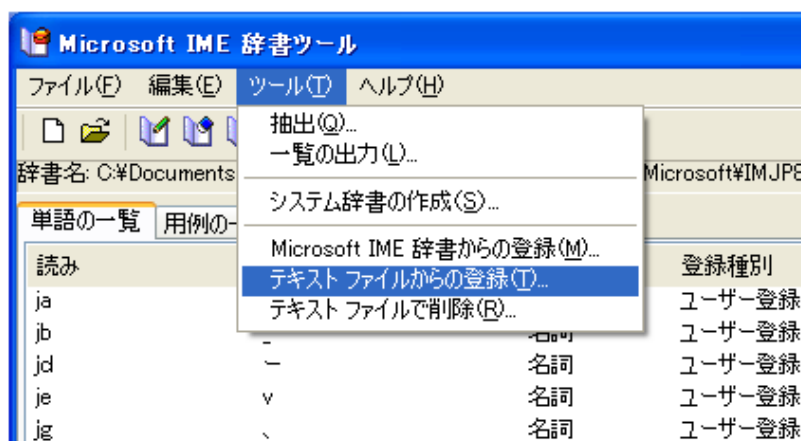 Microsoft IME 辞書ツール
ファイル(F) 編集(E) ツール(T) ヘルプ(H)
抽出(Q)...
一覧の出力(L)...
辞書名: C:¥Documents
Microsoft¥IMJP8
システム辞書の作成(S)...
単語の一覧 用例の
Microsoft IME 辞書からの登録(M)...
読み
登録種別
テキスト ファイルからの登録(T)...
ja
ユーザー登録
テキスト ファイルで削除(R)...
jb 名詞 ユーザー登録
jd 名詞 ユーザー登録
je v 名詞 ユーザー登録
jg 、 名詞 ユーザー登録